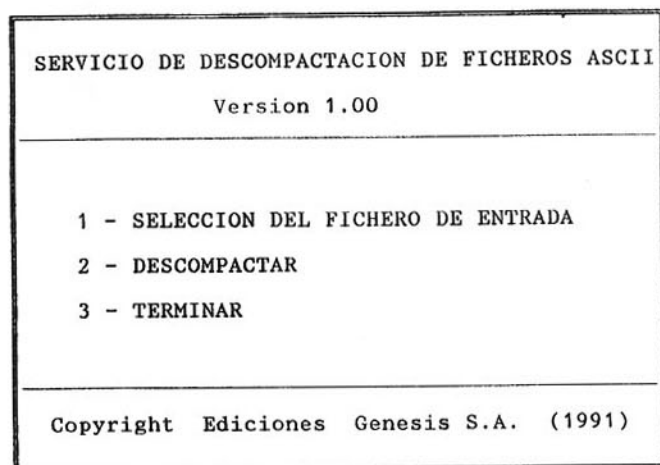 SERVICIO DE DESCOMPACTACION DE FICHEROS ASCII
Version 1.00
1 - SELECCION DEL FICHERO DE ENTRADA
2 - DESCOMPACTAR
3 - TERMINAR
Copyright Ediciones Genesis S.A. (1991)